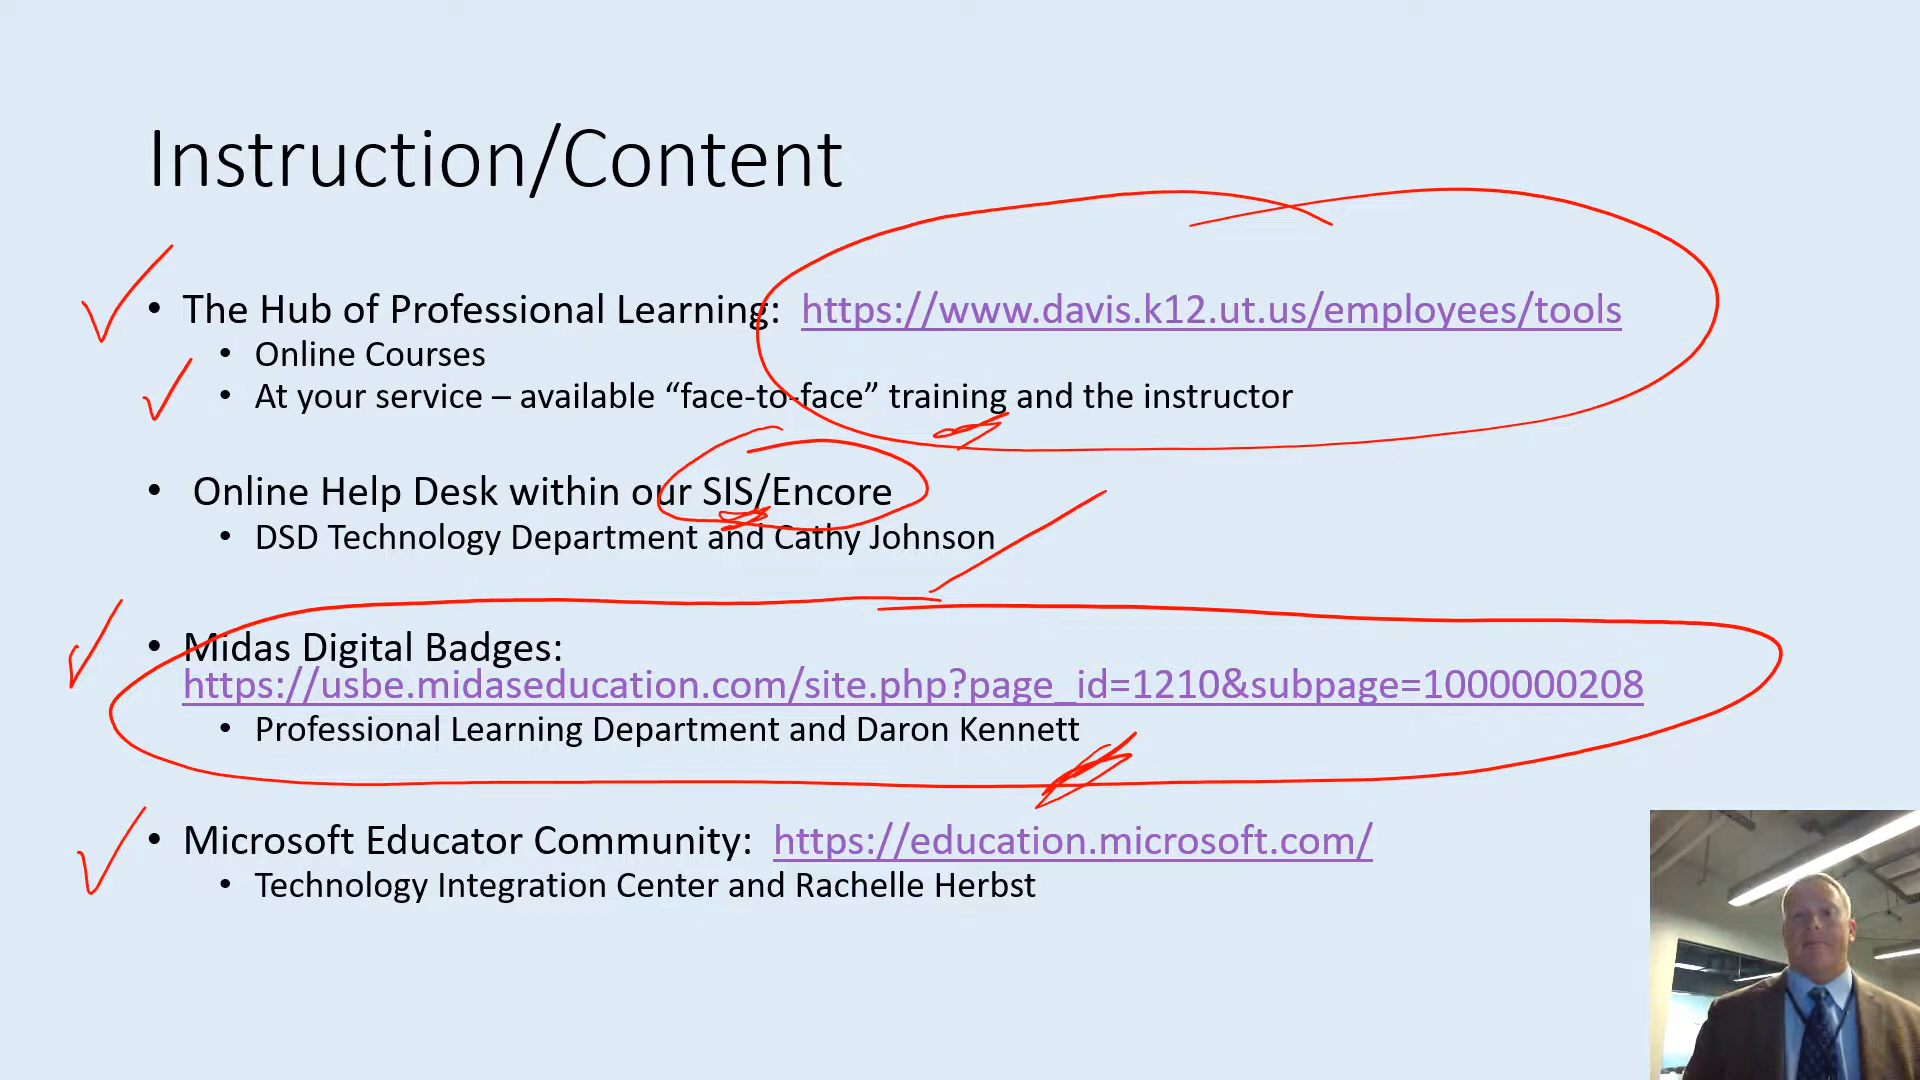 Instruction/Content
• The Hub of Professional Learning: https://www.davis.k12.ut.us/employees/tools
• Online Courses
• At your service – available “face-to-face” training and the instructor
• Online Help Desk within our SIS/Encore
• DSD Technology Department and Cathy Johnson
• Midas Digital Badges:
https://usbe.midaseducation.com/site.php?page_id=1210&subpage=1000000208
• Professional Learning Department and Daron Kennett
• Microsoft Educator Community: https://education.microsoft.com/
• Technology Integration Center and Rachelle Herbst